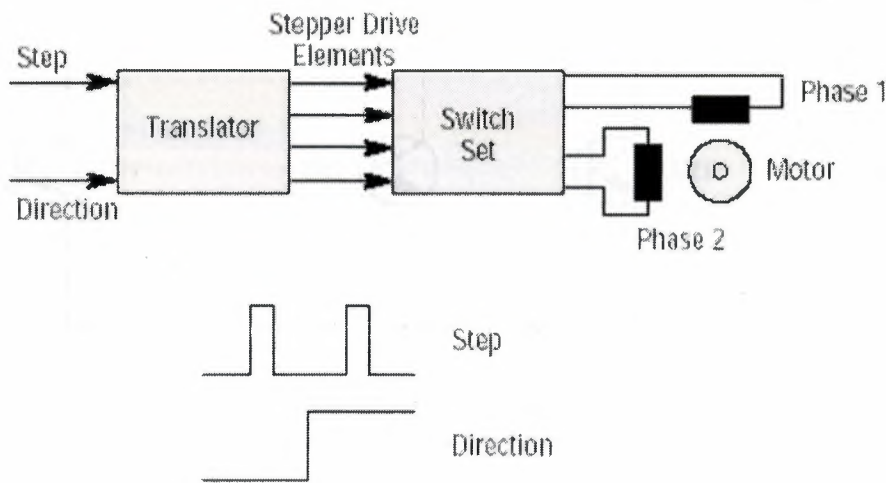 Stepper Drive
Elements
Step
Translator
Switch
Set
Phase 1
Motor
Direction
Phase 2
Step
Direction